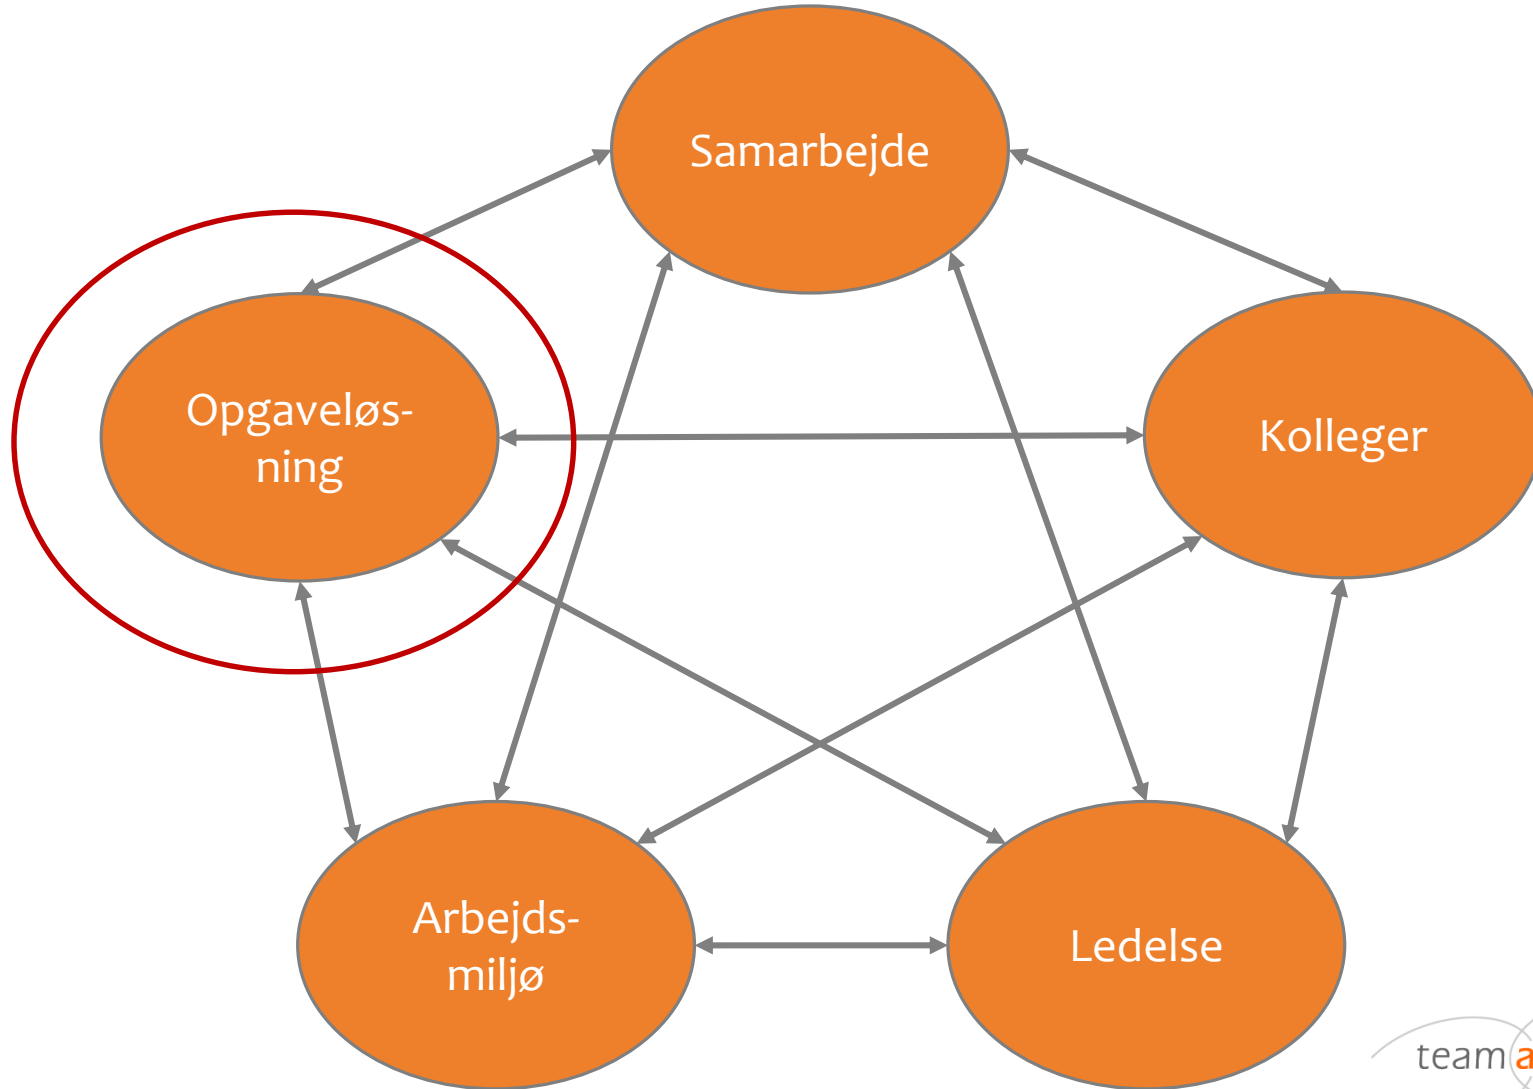 Samarbejde
Opgaveløs-
ning
Kolleger
Arbejds-
miljø
Ledelse
team a